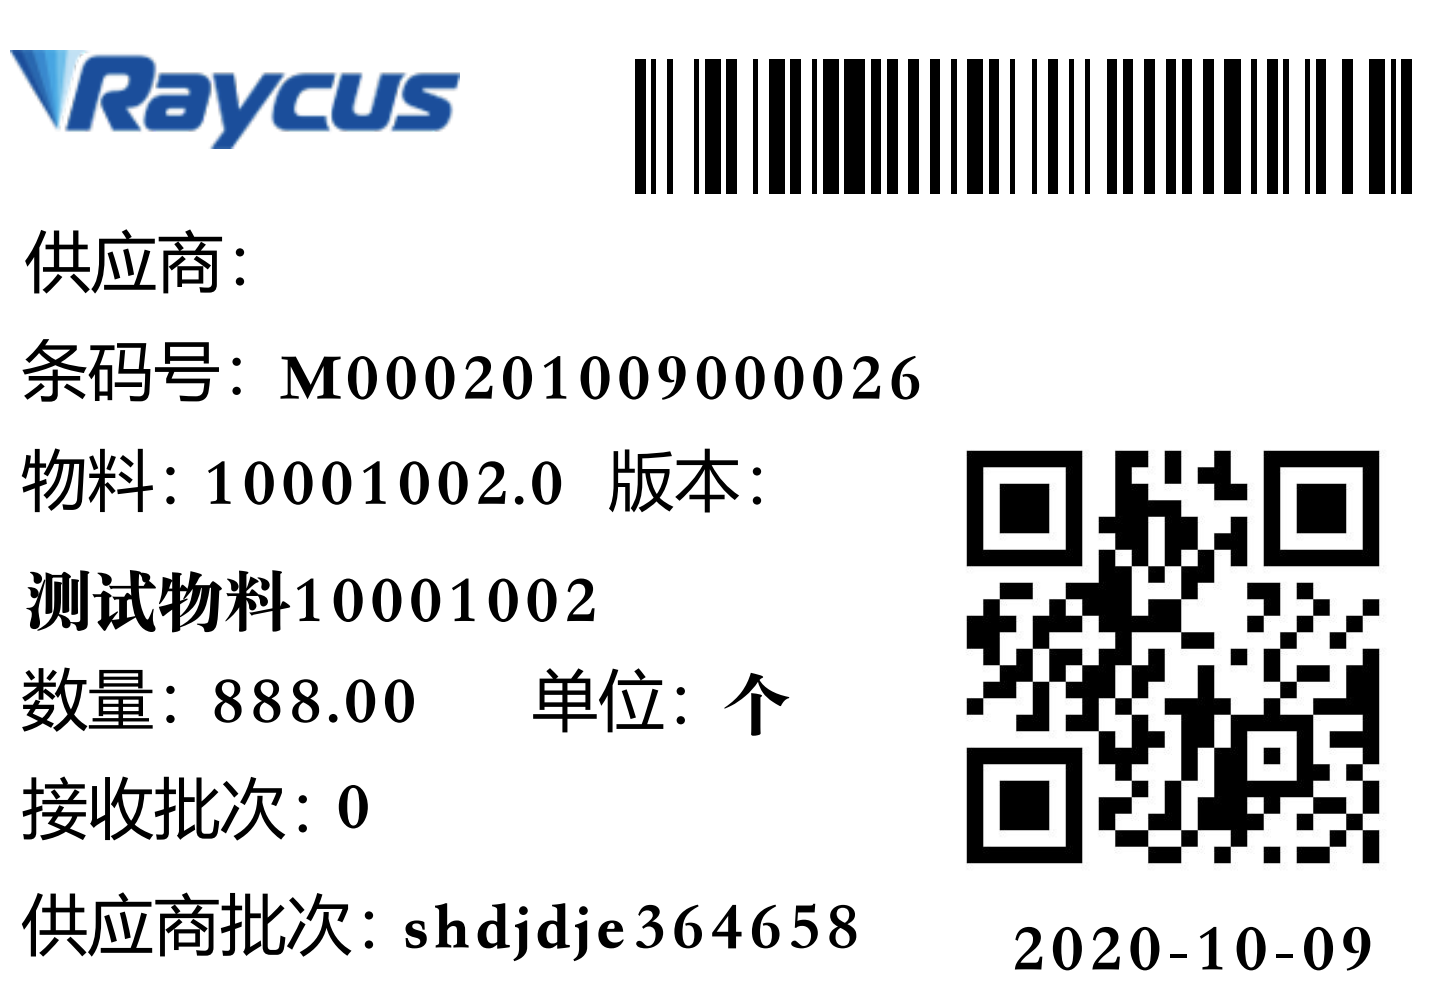 Raycus
供应商：
条码号：M000201009000026
物料：10001002.0 版本：
测试物料10001002
数量：888.00 单位：个
接收批次：0
供应商批次：shdjdje364658
2020-10-09